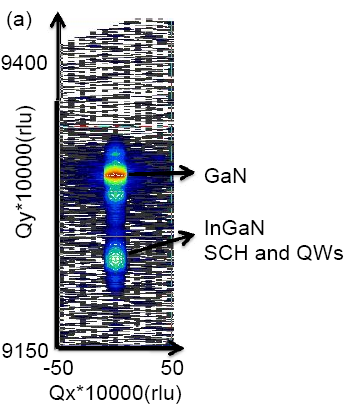 (a)
9400
Qy*10000(rlu)
GaN
InGaN
SCH and QWs
9150
-50
50
Qx*10000(rlu)